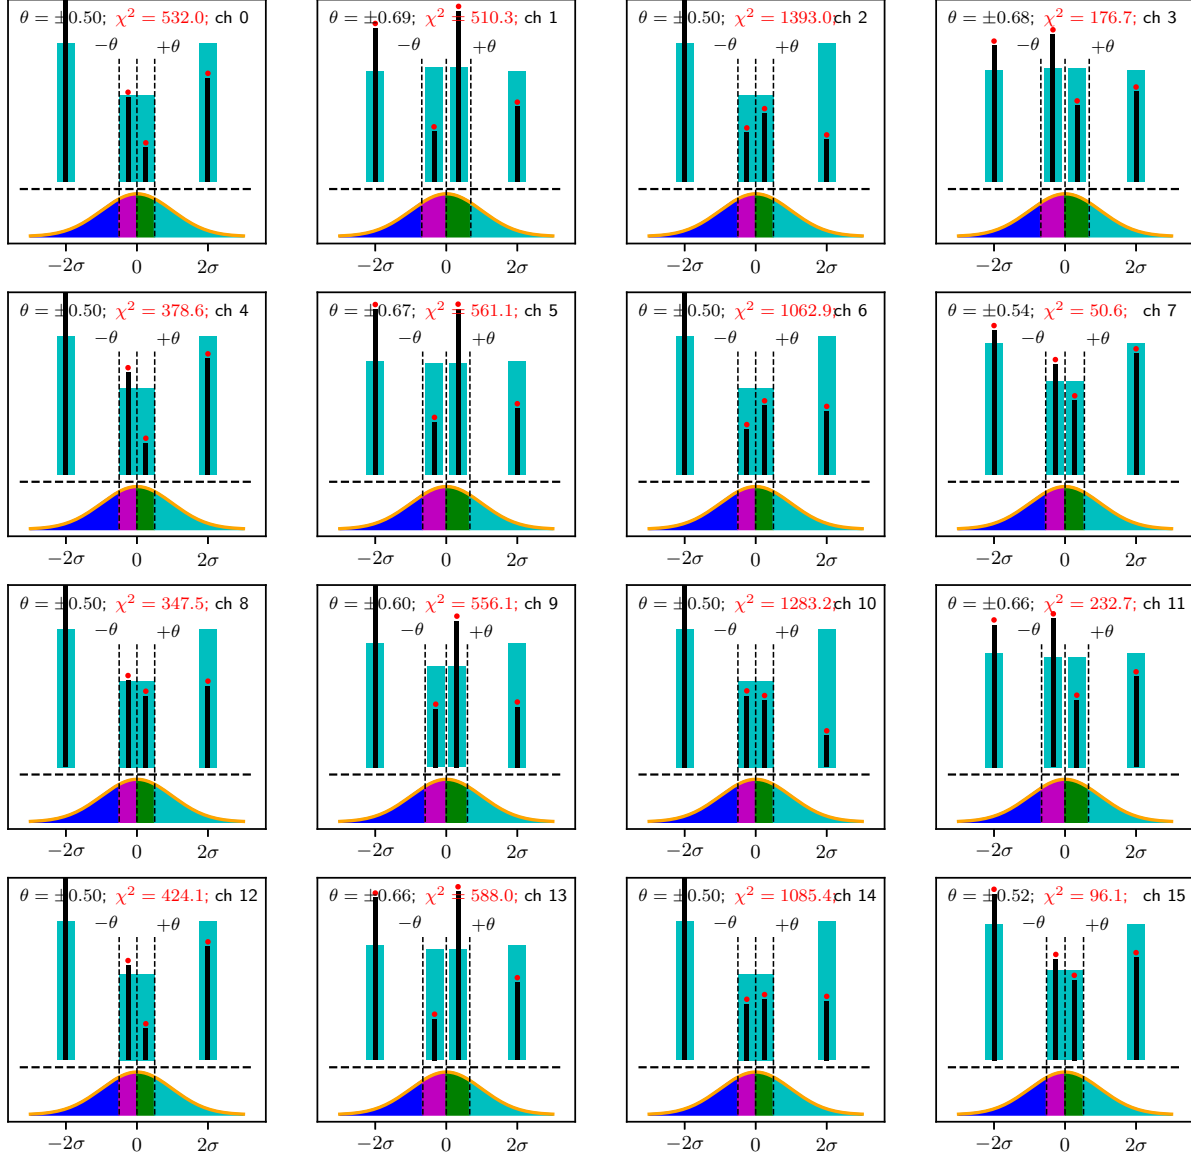 θ = ±0.50; χ² = 532.0; ch 0
−θ +θ
−2σ 0 2σ
θ = ±0.69; χ² = 510.3; ch 1
−θ +θ
−2σ 0 2σ
θ = ±0.50; χ² = 1393.0; ch 2
−θ +θ
−2σ 0 2σ
θ = ±0.68; χ² = 176.7; ch 3
−θ +θ
−2σ 0 2σ
θ = ±0.50; χ² = 378.6; ch 4
−θ +θ
−2σ 0 2σ
θ = ±0.67; χ² = 561.1; ch 5
−θ +θ
−2σ 0 2σ
θ = ±0.50; χ² = 1062.9; ch 6
−θ +θ
−2σ 0 2σ
θ = ±0.54; χ² = 50.6; ch 7
−θ +θ
−2σ 0 2σ
θ = ±0.50; χ² = 347.5; ch 8
−θ +θ
−2σ 0 2σ
θ = ±0.60; χ² = 556.1; ch 9
−θ +θ
−2σ 0 2σ
θ = ±0.50; χ² = 1283.2; ch 10
−θ +θ
−2σ 0 2σ
θ = ±0.66; χ² = 232.7; ch 11
−θ +θ
−2σ 0 2σ
θ = ±0.50; χ² = 424.1; ch 12
−θ +θ
−2σ 0 2σ
θ = ±0.66; χ² = 588.0; ch 13
−θ +θ
−2σ 0 2σ
θ = ±0.50; χ² = 1085.4; ch 14
−θ +θ
−2σ 0 2σ
θ = ±0.52; χ² = 96.1; ch 15
−θ +θ
−2σ 0 2σ